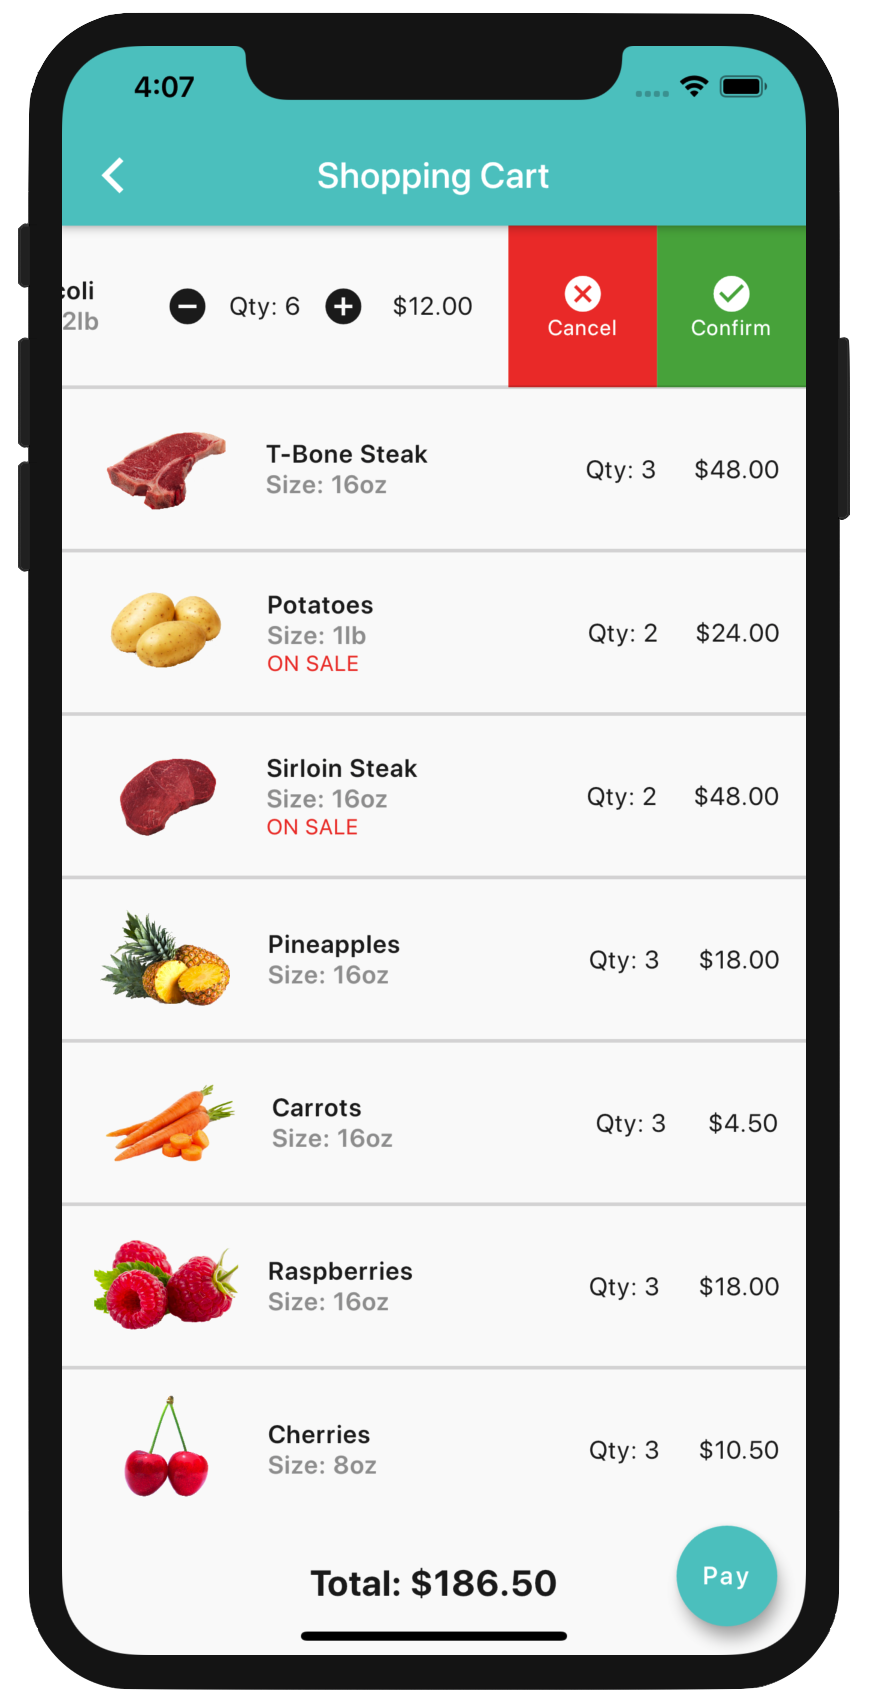 4:07
Shopping Cart
coli
2lb
Qty: 6
$12.00
Cancel
Confirm
T-Bone Steak
Size: 16oz
Qty: 3
$48.00
Potatoes
Size: 1lb
ON SALE
Qty: 2
$24.00
Sirloin Steak
Size: 16oz
ON SALE
Qty: 2
$48.00
Pineapples
Size: 16oz
Qty: 3
$18.00
Carrots
Size: 16oz
Qty: 3
$4.50
Raspberries
Size: 16oz
Qty: 3
$18.00
Cherries
Size: 8oz
Qty: 3
$10.50
Total: $186.50
Pay